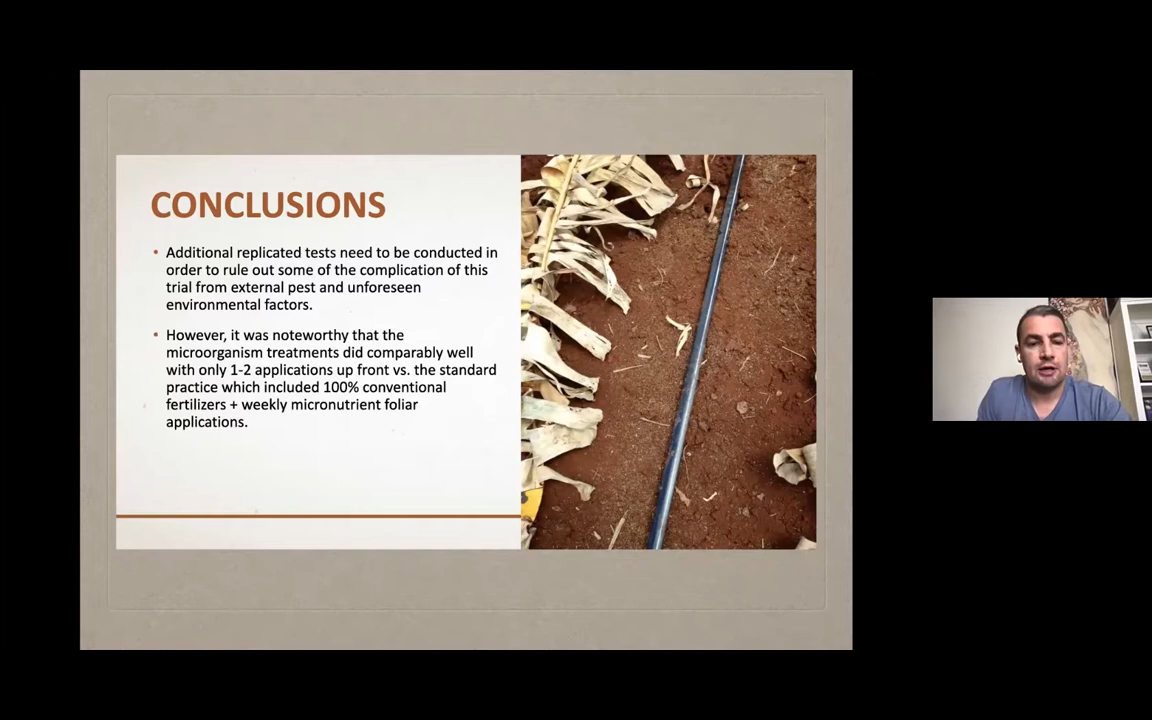 CONCLUSIONS
• Additional replicated tests need to be conducted in
order to rule out some of the complication of this
trial from external pest and unforeseen
environmental factors.
• However, it was noteworthy that the
microorganism treatments did comparably well
with only 1-2 applications up front vs. the standard
practice which included 100% conventional
fertilizers + weekly micronutrient foliar
applications.